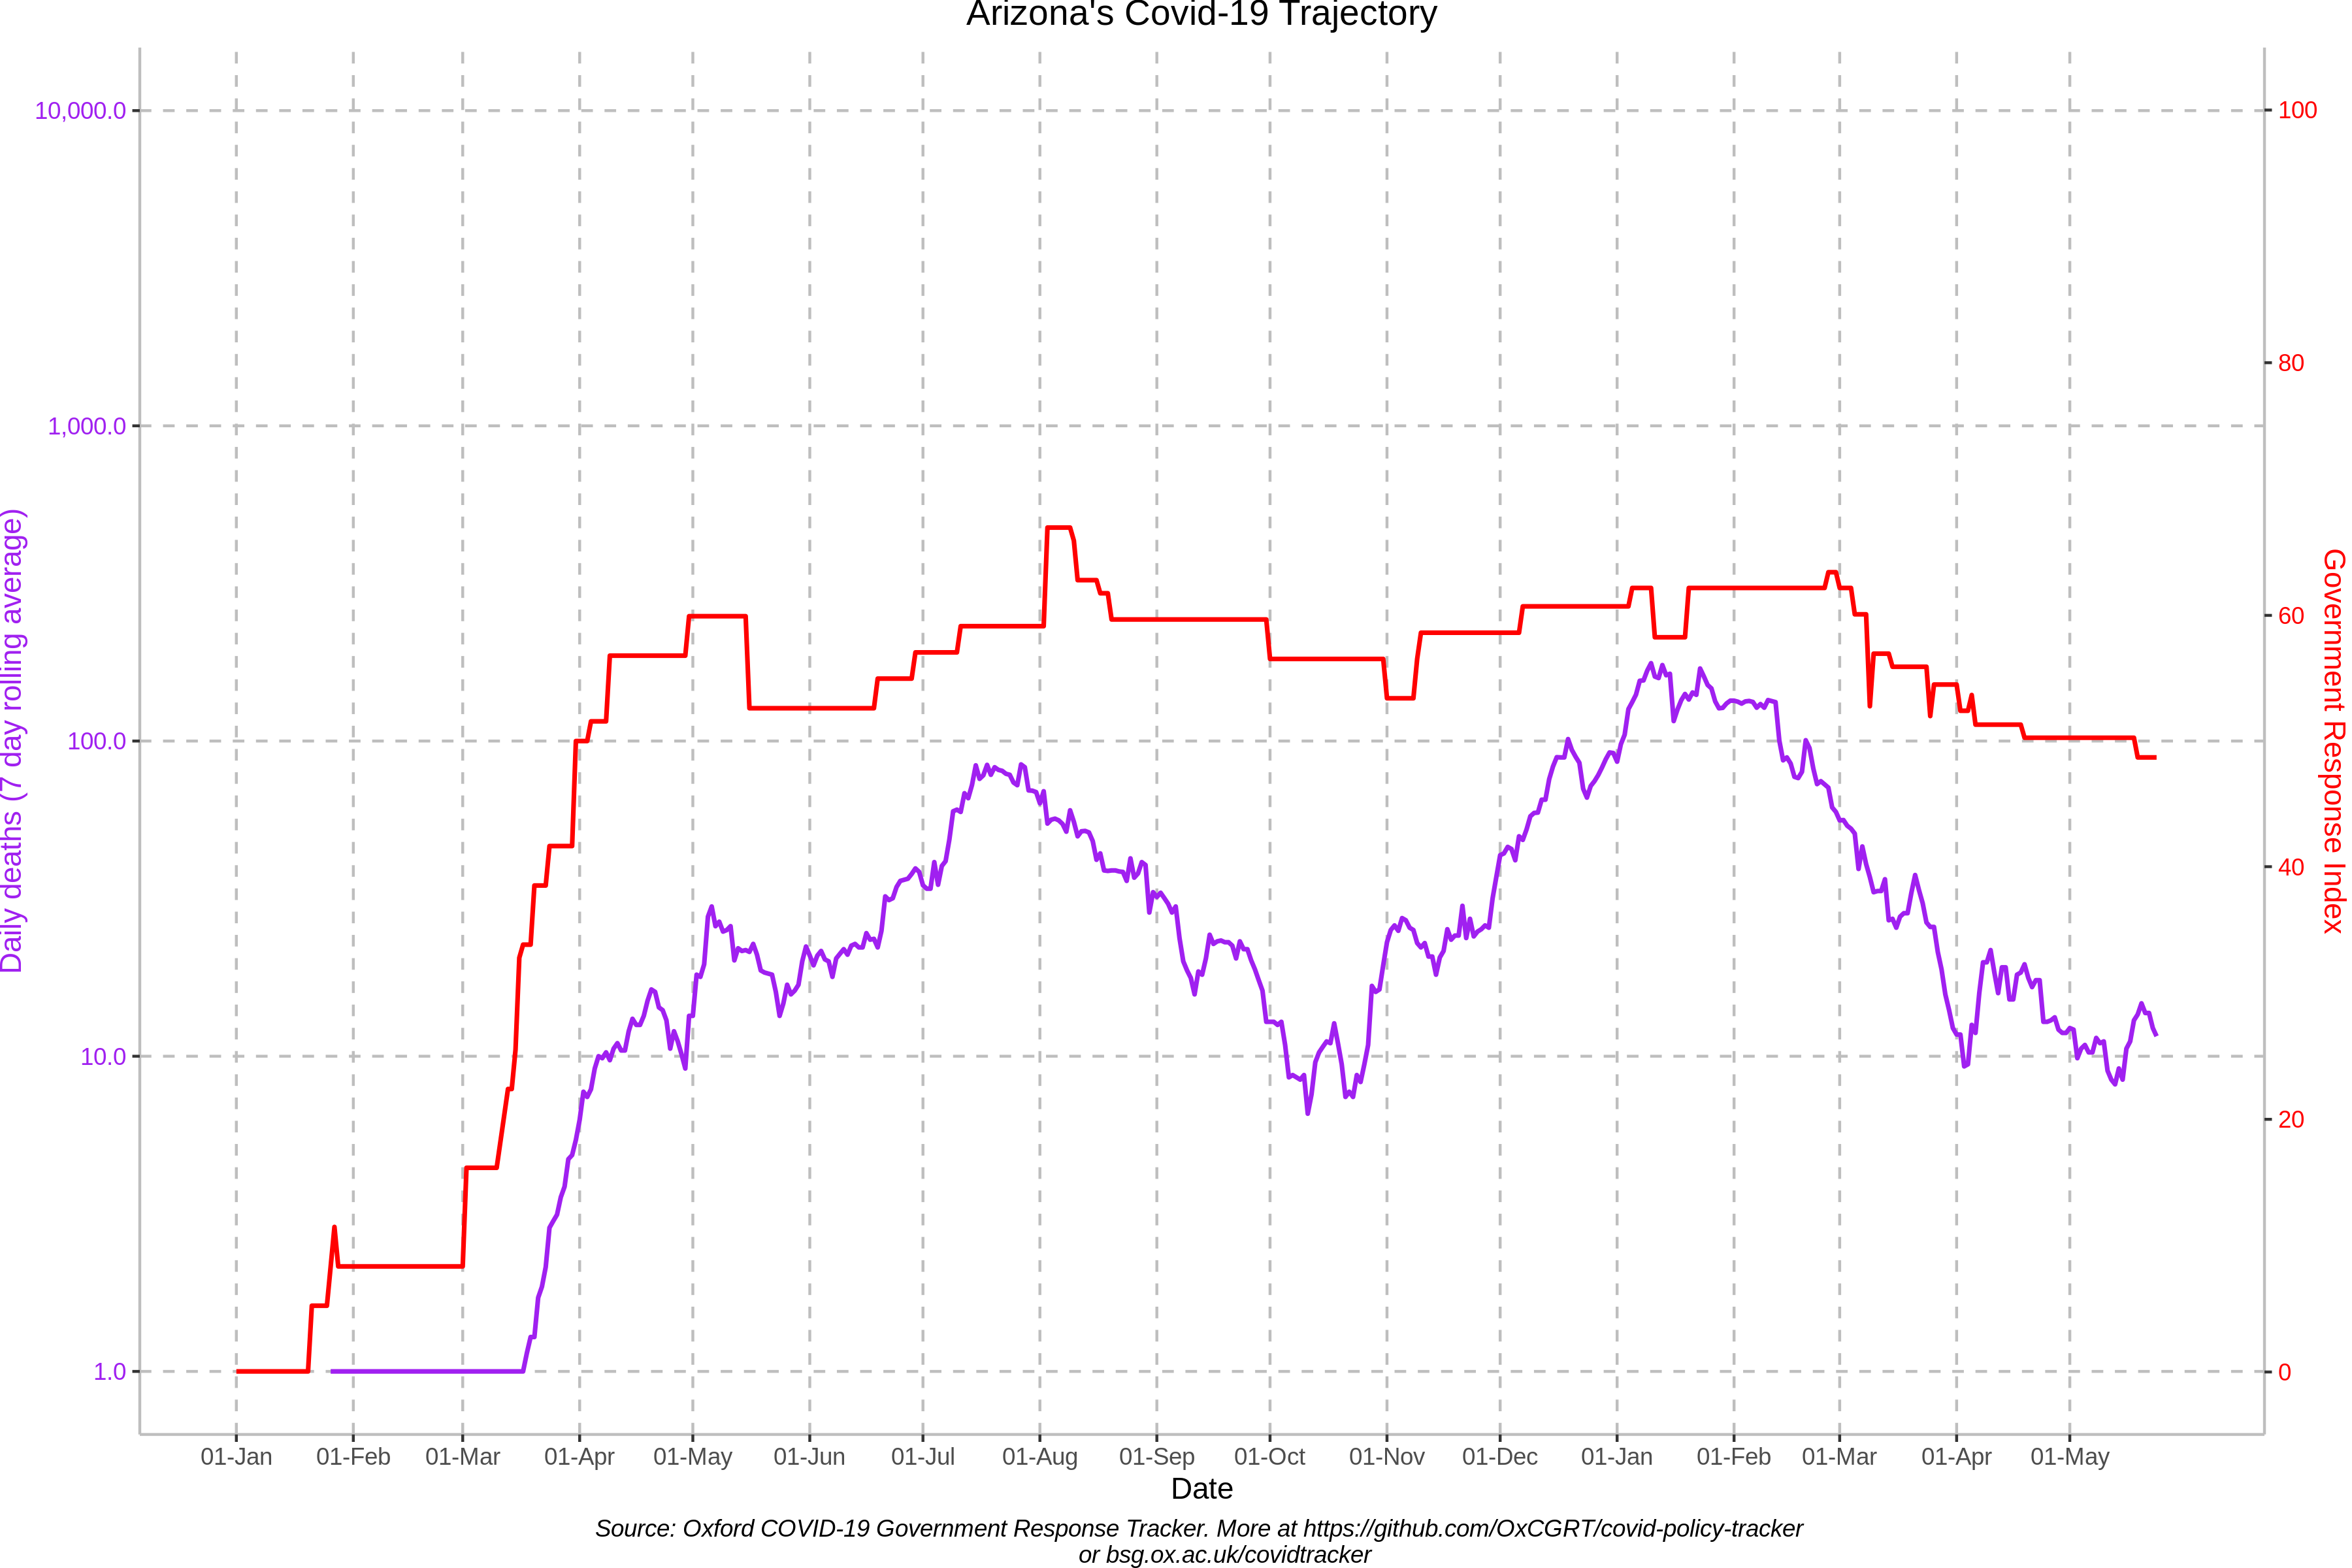 Arizona's Covid-19 Trajectory
10,000.0
1,000.0
100.0
10.0
1.0
Daily deaths (7 day rolling average)
100
80
60
40
20
0
Government Response Index
01-Jan 01-Feb 01-Mar 01-Apr 01-May 01-Jun 01-Jul 01-Aug 01-Sep 01-Oct 01-Nov 01-Dec 01-Jan 01-Feb 01-Mar 01-Apr 01-May
Date
Source: Oxford COVID-19 Government Response Tracker. More at https://github.com/OxCGRT/covid-policy-tracker
or bsg.ox.ac.uk/covidtracker